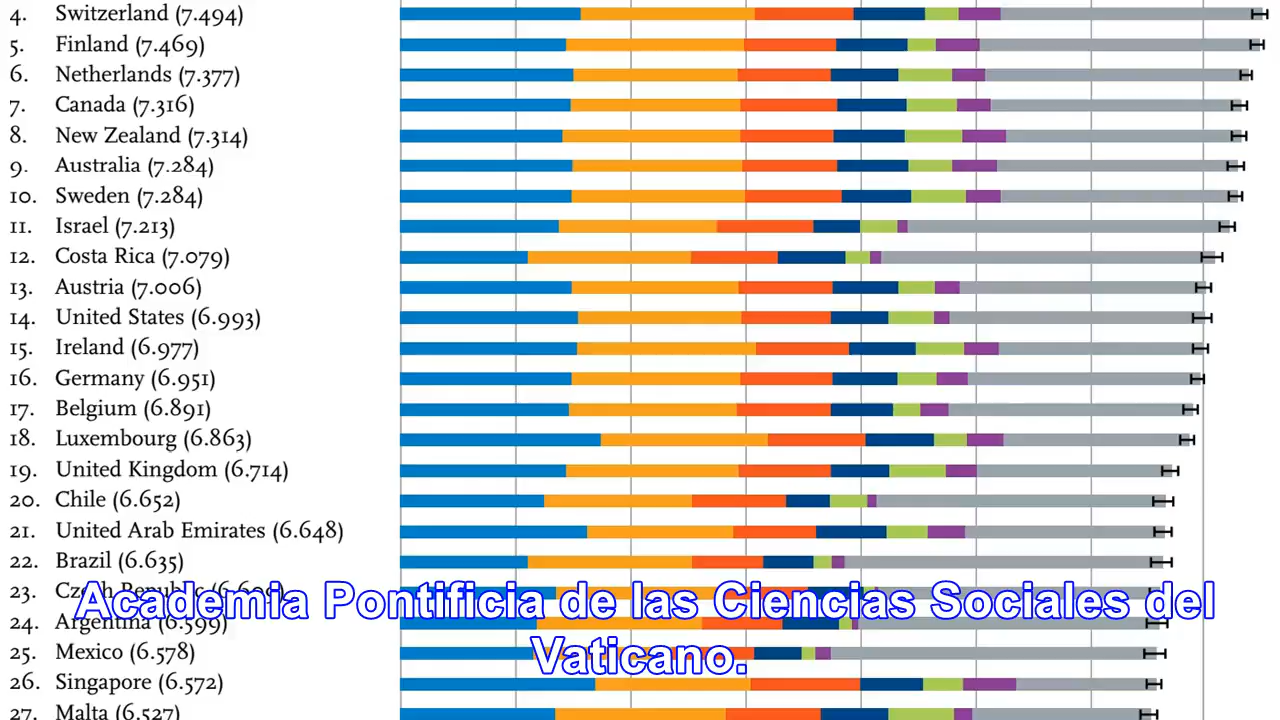 4. Switzerland (7.494)
5. Finland (7.469)
6. Netherlands (7.377)
7. Canada (7.316)
8. New Zealand (7.314)
9. Australia (7.284)
10. Sweden (7.284)
11. Israel (7.213)
12. Costa Rica (7.079)
13. Austria (7.006)
14. United States (6.993)
15. Ireland (6.977)
16. Germany (6.951)
17. Belgium (6.891)
18. Luxembourg (6.863)
19. United Kingdom (6.714)
20. Chile (6.652)
21. United Arab Emirates (6.648)
22. Brazil (6.635)
23. Czech Republic
Academia Pontificia de las Ciencias Sociales del
24. Argentina (6.599)
25. Mexico (6.578)
Vaticano.
26. Singapore (6.572)
27. Malta (6.527)